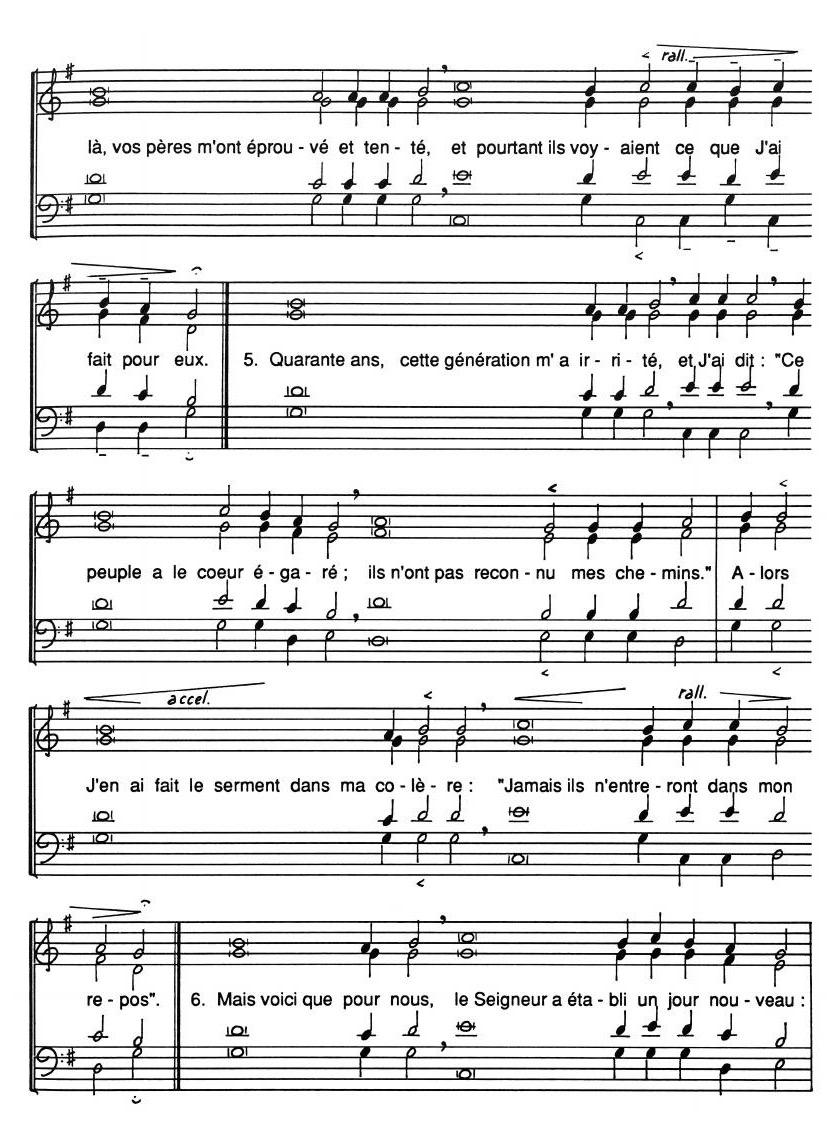 rall.
là, vos pères m'ont éprou - vé et ten - té, et pourtant ils voy - aient ce que J'ai
fait pour eux. 5. Quarante ans, cette génération m' a ir - ri - té, et J'ai dit : "Ce
peuple a le coeur é - ga - ré ; ils n'ont pas recon - nu mes che - mins." A - lors
accel. rall.
J'en ai fait le serment dans ma co - lè - re : "Jamais ils n'entre - ront dans mon
re - pos". 6. Mais voici que pour nous, le Seigneur a éta - bli un jour nou - veau :